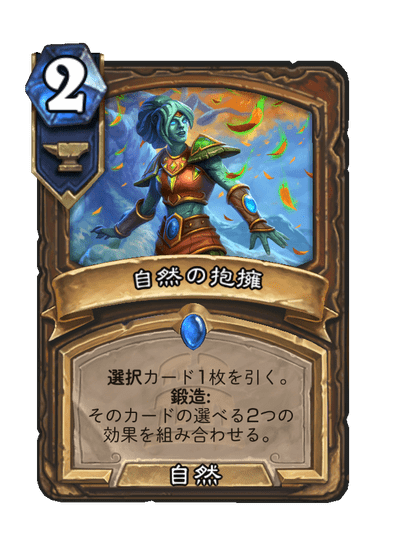 2
自然の抱擁
選択カード1枚を引く。
鍛造:
そのカードの選べる2つの
効果を組み合わせる。
自然